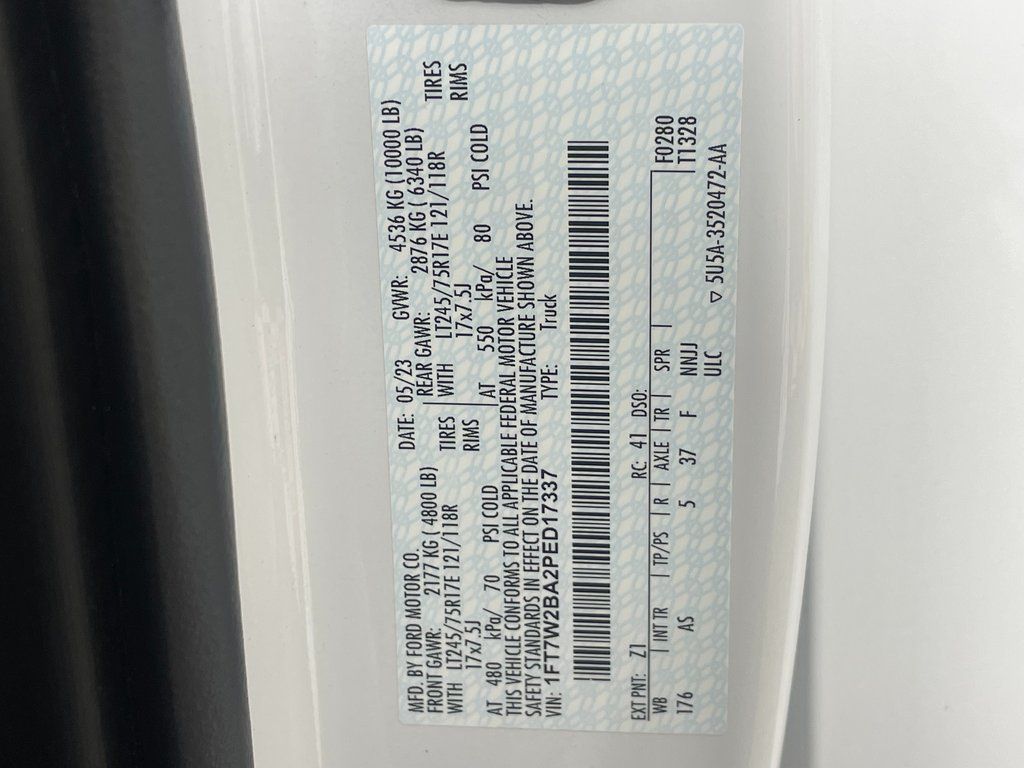 MFD. BY FORD MOTOR CO.
DATE: 05/23 GVWR: 4536 KG (10000 LB)
FRONT GAWR: 2177 KG ( 4800 LB)
REAR GAWR: 2876 KG ( 6340 LB)
WITH LT245/75R17E 121/118R TIRES
WITH LT245/75R17E 121/118R TIRES
17x7.5J RIMS
17x7.5J RIMS
AT 480 kPa/ 70 PSI COLD
AT 550 kPa/ 80 PSI COLD
THIS VEHICLE CONFORMS TO ALL APPLICABLE FEDERAL MOTOR VEHICLE
SAFETY STANDARDS IN EFFECT ON THE DATE OF MANUFACTURE SHOWN ABOVE.
VIN: 1FT7W2BA2PED17337 TYPE: Truck
EXT PNT: Z1 RC: 41 DSO: F0280
WB | INT TR | TP/PS | R | AXLE | TR | SPR | T1328
176 AS 5 37 F NNJJ
ULC ▽ 5U5A-3520472-AA